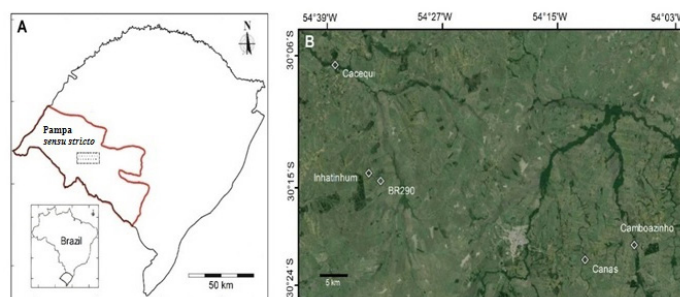 A
N
Pampa
sensu stricto
Brazil
50 km
54°39'W
54°27'W
54°15'W
54°03'W
B
30°06'S
30°15'S
30°24'S
Cacequi
Inhatinhum
BR290
Camboazinho
Canas
5 km